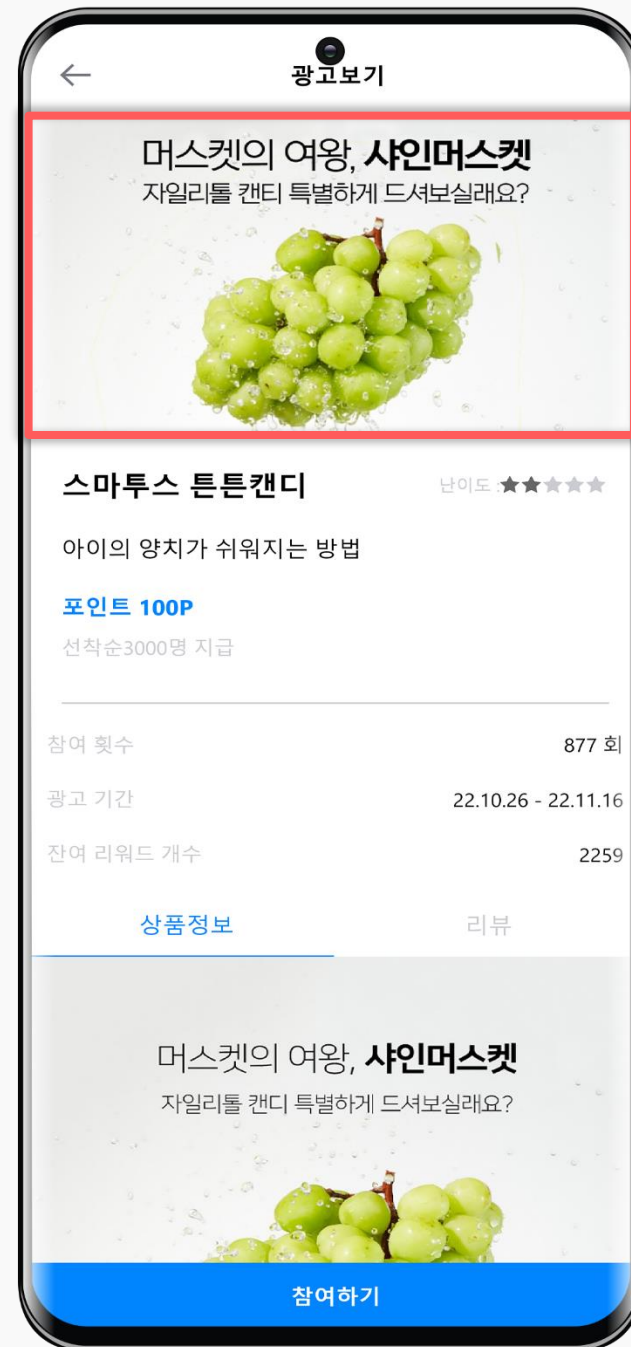 광고보기
머스켓의 여왕, 샤인머스켓
자일리톨 캔티 특별하게 드셔보실래요?
스마투스 튼튼캔디
난이도 :
아이의 양치가 쉬워지는 방법
포인트 100P
선착순3000명 지급
참여 횟수
877 회
광고 기간
22.10.26 - 22.11.16
잔여 리워드 개수
2259
상품정보
리뷰
머스켓의 여왕, 샤인머스켓
자일리톨 캔디 특별하게 드셔보실래요?
참여하기